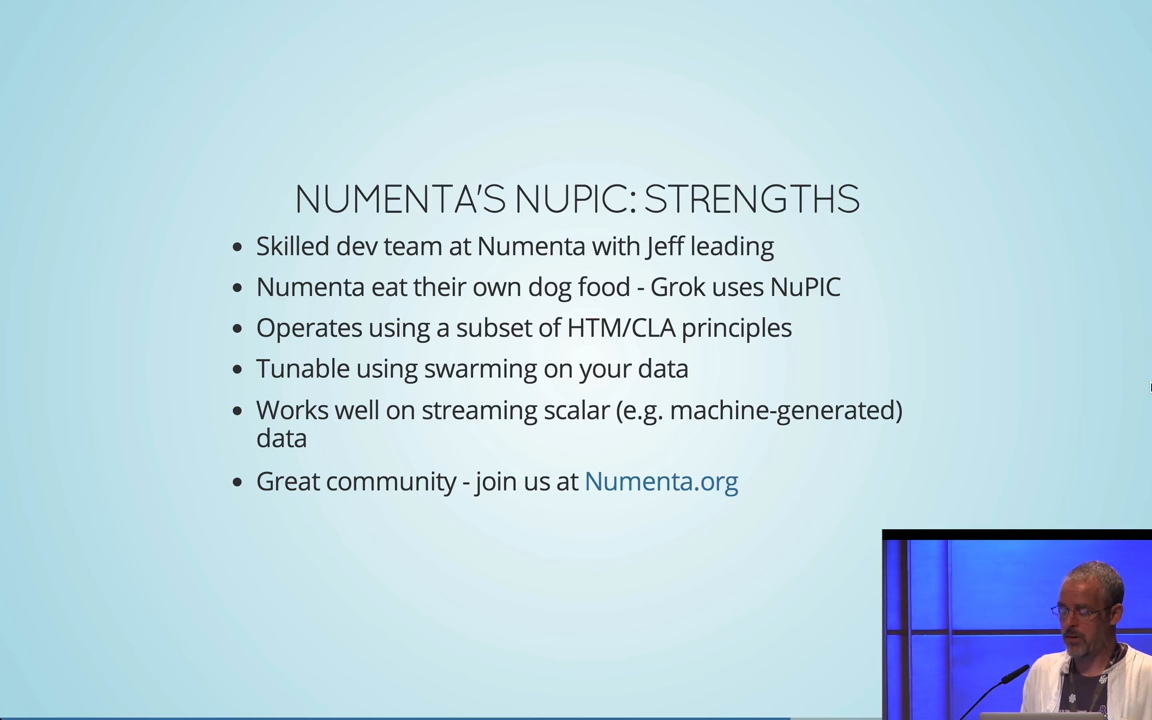 NUMENTA'S NUPIC: STRENGTHS
Skilled dev team at Numenta with Jeff leading
Numenta eat their own dog food - Grok uses NuPIC
Operates using a subset of HTM/CLA principles
Tunable using swarming on your data
Works well on streaming scalar (e.g. machine-generated)
data
Great community - join us at Numenta.org